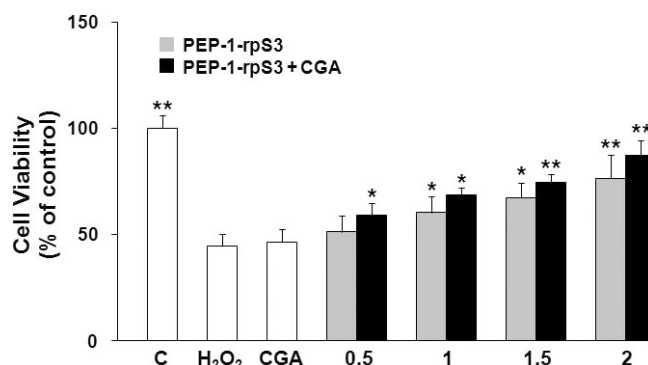 150
PEP-1-rpS3
PEP-1-rpS3 + CGA
**
100
**
**
*
**
*
*
*
50
0
Cell Viability
(% of control)
C H₂O₂ CGA 0.5 1 1.5 2